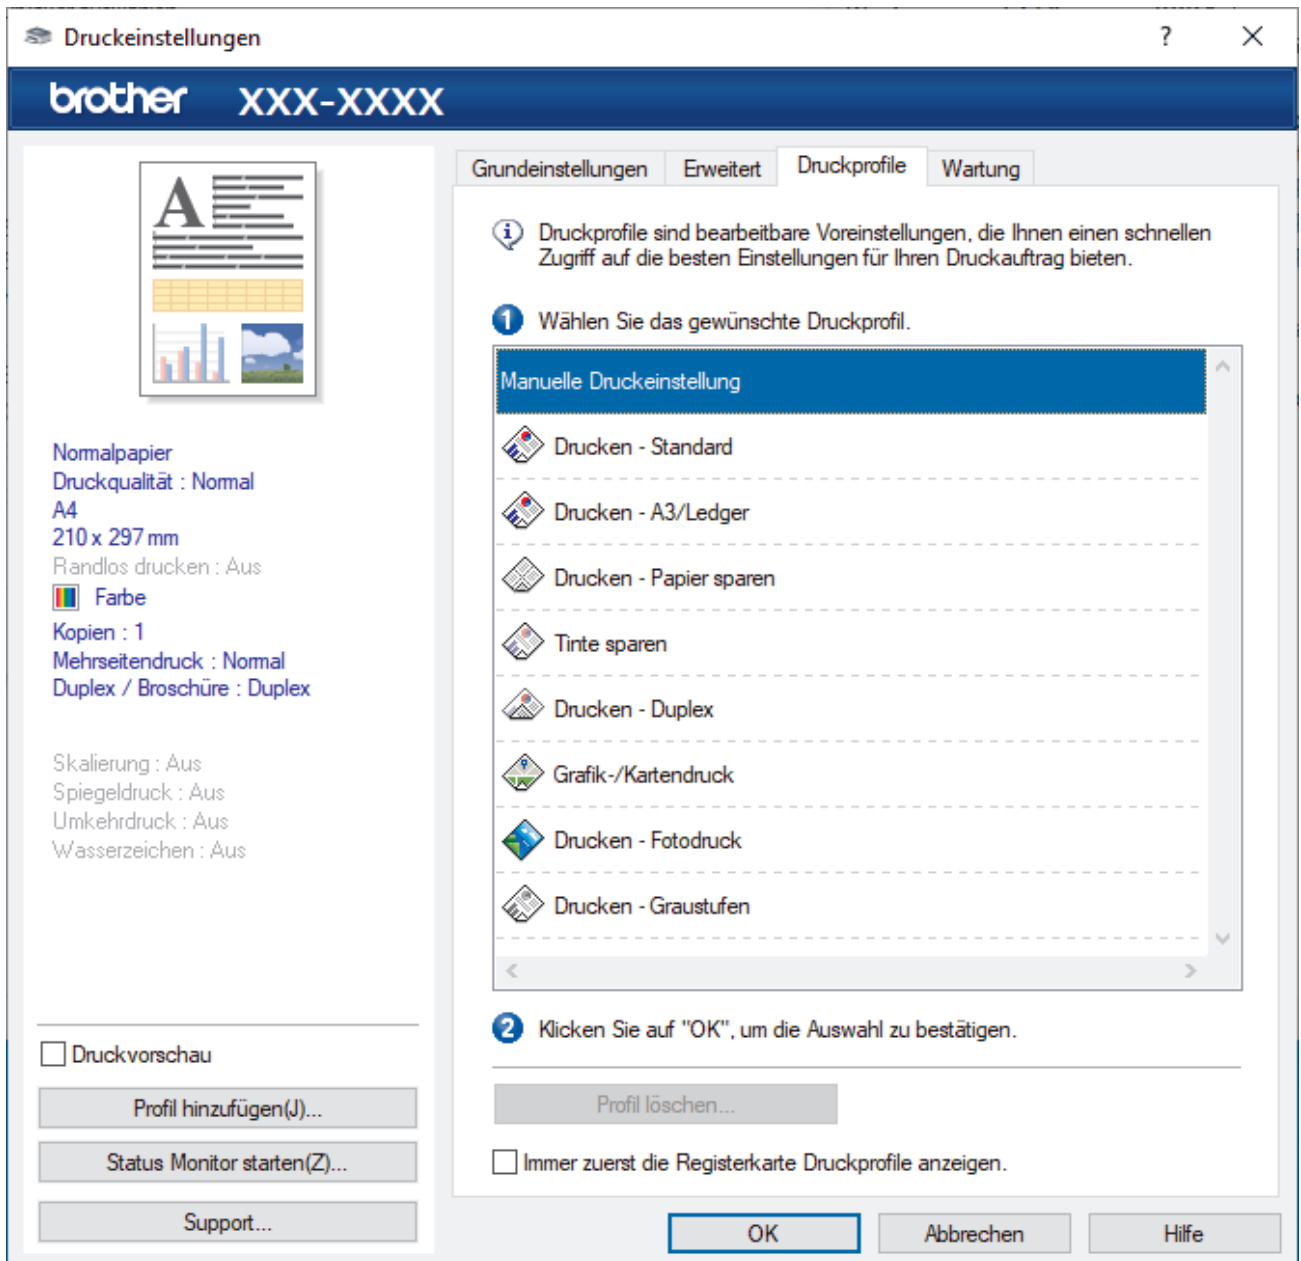 Druckeinstellungen
?
brother XXX-XXXX
Grundeinstellungen Erweitert Druckprofile Wartung
Druckprofile sind bearbeitbare Voreinstellungen, die Ihnen einen schnellen
Zugriff auf die besten Einstellungen für Ihren Druckauftrag bieten.
1 Wählen Sie das gewünschte Druckprofil.
Manuelle Druckeinstellung
Drucken - Standard
Drucken - A3/Ledger
Drucken - Papier sparen
Tinte sparen
Drucken - Duplex
Grafik-/Kartendruck
Drucken - Fotodruck
Drucken - Graustufen
2 Klicken Sie auf "OK", um die Auswahl zu bestätigen.
Profil löschen...
Immer zuerst die Registerkarte Druckprofile anzeigen.
A
Normalpapier
Druckqualität : Normal
A4
210 x 297 mm
Randlos drucken : Aus
Farbe
Kopien : 1
Mehrseitendruck : Normal
Duplex / Broschüre : Duplex
Skalierung : Aus
Spiegeldruck : Aus
Umkehrdruck : Aus
Wasserzeichen : Aus
Druckvorschau
Profil hinzufügen(J)...
Status Monitor starten(Z)...
Support...
OK Abbrechen Hilfe